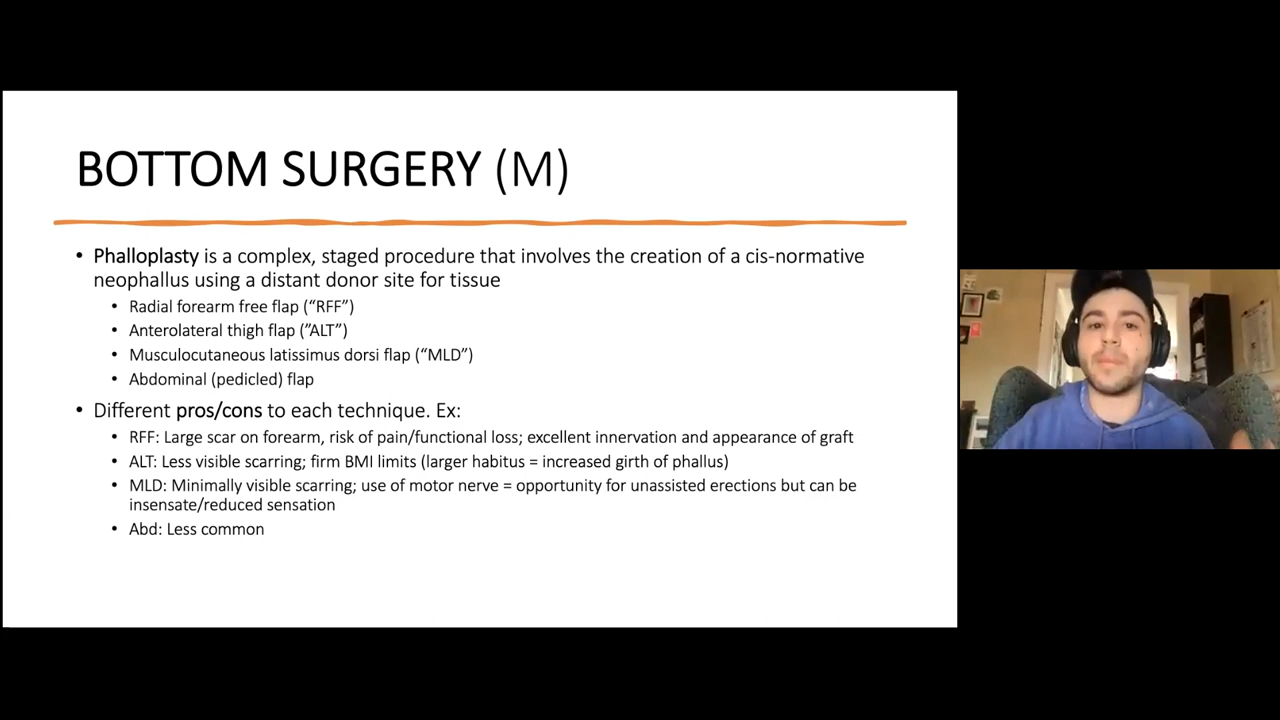 BOTTOM SURGERY (M)
• Phalloplasty is a complex, staged procedure that involves the creation of a cis-normative
neophallus using a distant donor site for tissue
• Radial forearm free flap (“RFF”)
• Anterolateral thigh flap (”ALT”)
• Musculocutaneous latissimus dorsi flap (“MLD”)
• Abdominal (pedicled) flap
• Different pros/cons to each technique. Ex:
• RFF: Large scar on forearm, risk of pain/functional loss; excellent innervation and appearance of graft
• ALT: Less visible scarring; firm BMI limits (larger habitus = increased girth of phallus)
• MLD: Minimally visible scarring; use of motor nerve = opportunity for unassisted erections but can be
insensate/reduced sensation
• Abd: Less common